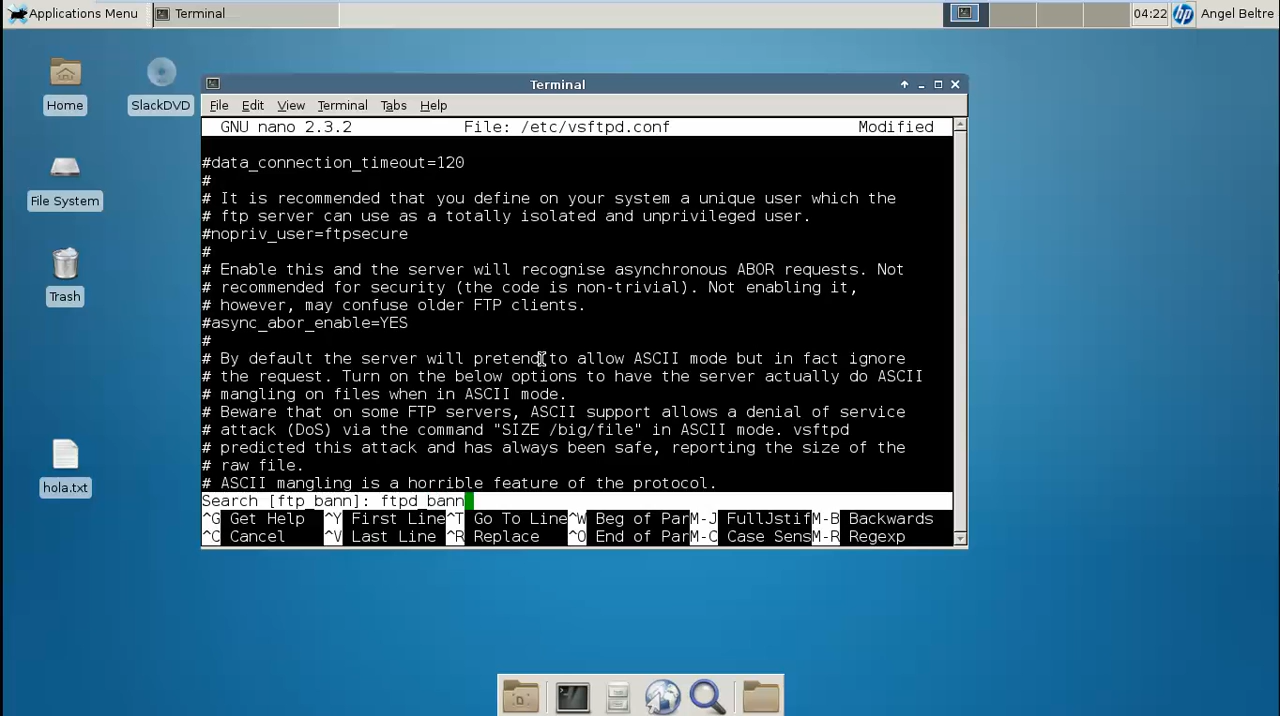 Applications Menu
Terminal
04:22
Angel Beltre
Home
SlackDVD
File System
Trash
hola.txt
Terminal
File Edit View Terminal Tabs Help
GNU nano 2.3.2 File: /etc/vsftpd.conf Modified
#data_connection_timeout=120
#
# It is recommended that you define on your system a unique user which the
# ftp server can use as a totally isolated and unprivileged user.
#nopriv_user=ftpsecure
#
# Enable this and the server will recognise asynchronous ABOR requests. Not
# recommended for security (the code is non-trivial). Not enabling it,
# however, may confuse older FTP clients.
#async_abor_enable=YES
#
# By default the server will pretend to allow ASCII mode but in fact ignore
# the request. Turn on the below options to have the server actually do ASCII
# mangling on files when in ASCII mode.
# Beware that on some FTP servers, ASCII support allows a denial of service
# attack (DoS) via the command "SIZE /big/file" in ASCII mode. vsftpd
# predicted this attack and has always been safe, reporting the size of the
# raw file.
# ASCII mangling is a horrible feature of the protocol.
Search [ftp_bann]: ftpd_bann
^G Get Help ^Y First Line ^T Go To Line ^W Beg of Par M-J FullJstif M-B Backwards
^C Cancel ^V Last Line ^R Replace ^O End of Par M-C Case Sens M-R Regexp